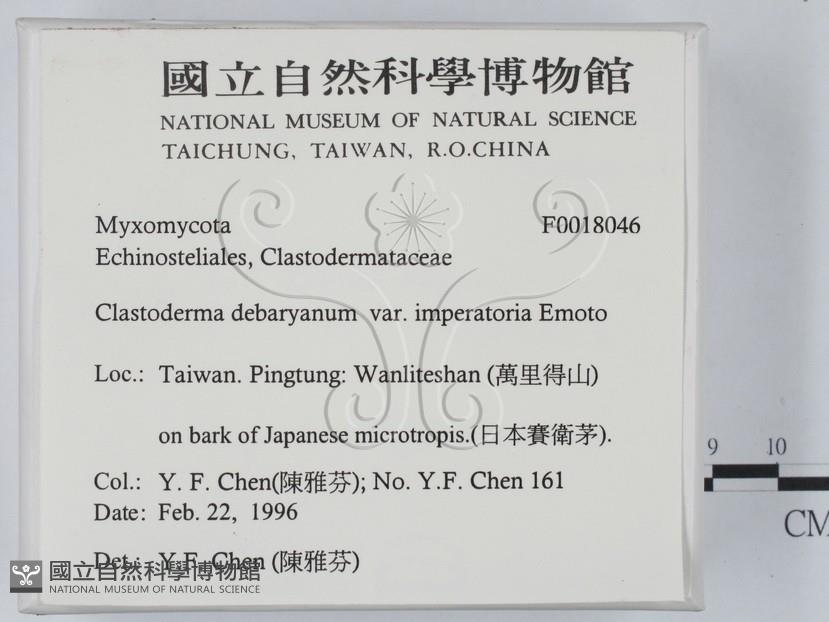 國立自然科學博物館
NATIONAL MUSEUM OF NATURAL SCIENCE
TAICHUNG, TAIWAN, R.O.CHINA
Myxomycota F0018046
Echinosteliales, Clastodermataceae
Clastoderma debaryanum var. imperatoria Emoto
Loc.: Taiwan. Pingtung: Wanliteshan (萬里得山)
on bark of Japanese microtropis.(日本賽衛茅).
Col.: Y. F. Chen(陳雅芬); No. Y.F. Chen 161
Date: Feb. 22, 1996
Det.: Y.F. Chen (陳雅芬)
國立自然科學博物館
NATIONAL MUSEUM OF NATURAL SCIENCE
9 10
CM